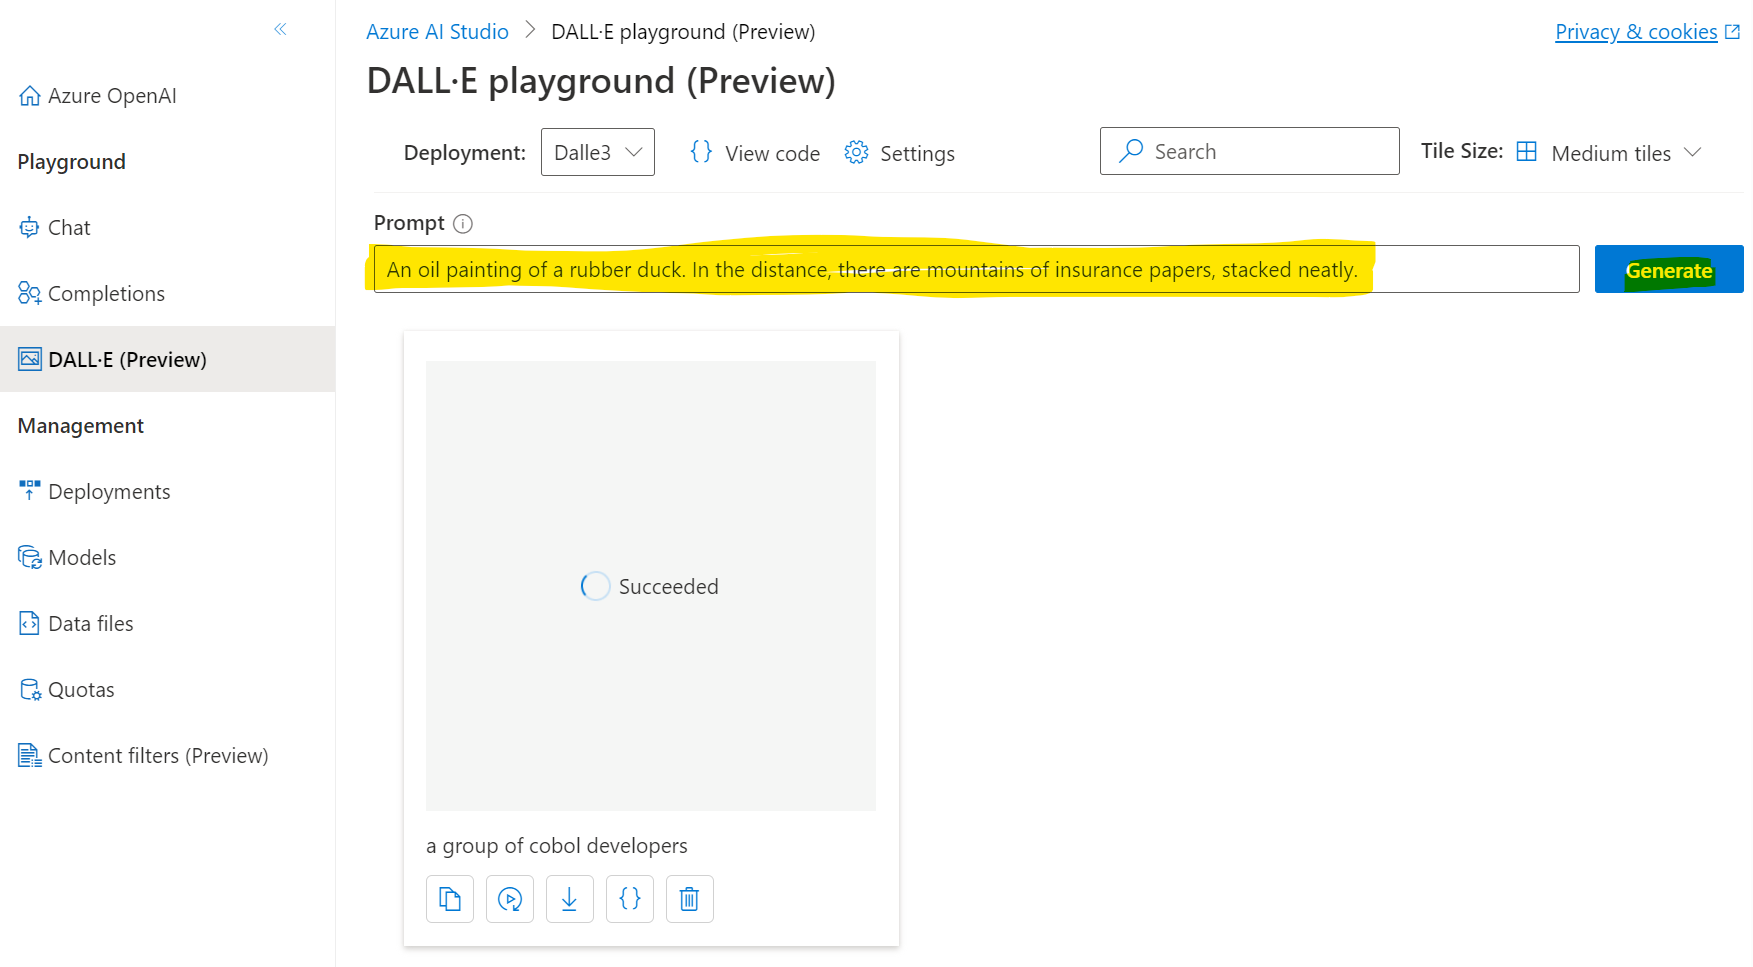 Azure OpenAI
Playground
Chat
Completions
DALL·E (Preview)
Management
Deployments
Models
Data files
Quotas
Content filters (Preview)
Azure AI Studio
DALL·E playground (Preview)
Privacy & cookies
DALL·E playground (Preview)
Deployment: Dalle3 View code Settings Search Tile Size: Medium tiles
Prompt
An oil painting of a rubber duck. In the distance, there are mountains of insurance papers, stacked neatly. Generate
Succeeded
a group of cobol developers